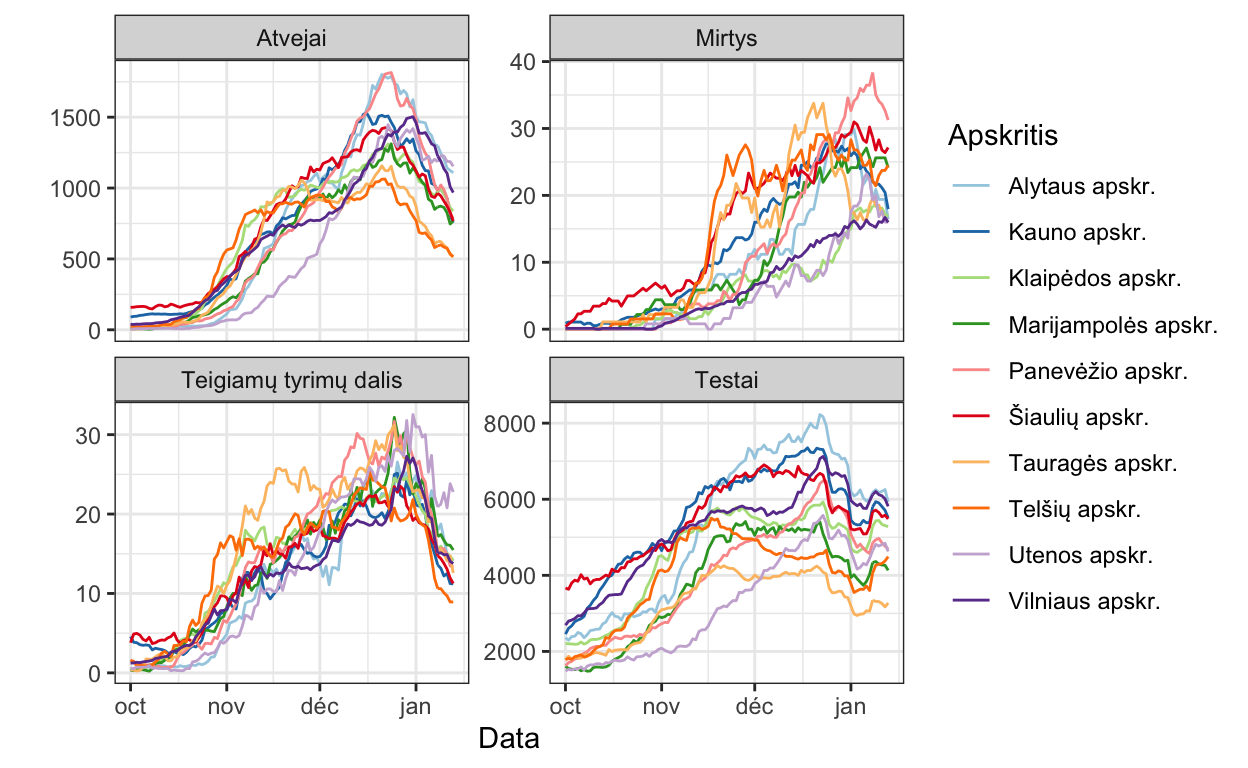 Atvejai
Mirtys
0
500
1000
1500
0
10
20
30
40
Teigiamų tyrimų dalis
Testai
0
10
20
30
2000
4000
6000
8000
oct
nov
déc
jan
oct
nov
déc
jan
Data
Apskritis
Alytaus apskr.
Kauno apskr.
Klaipėdos apskr.
Marijampolės apskr.
Panevėžio apskr.
Šiaulių apskr.
Tauragės apskr.
Telšių apskr.
Utenos apskr.
Vilniaus apskr.